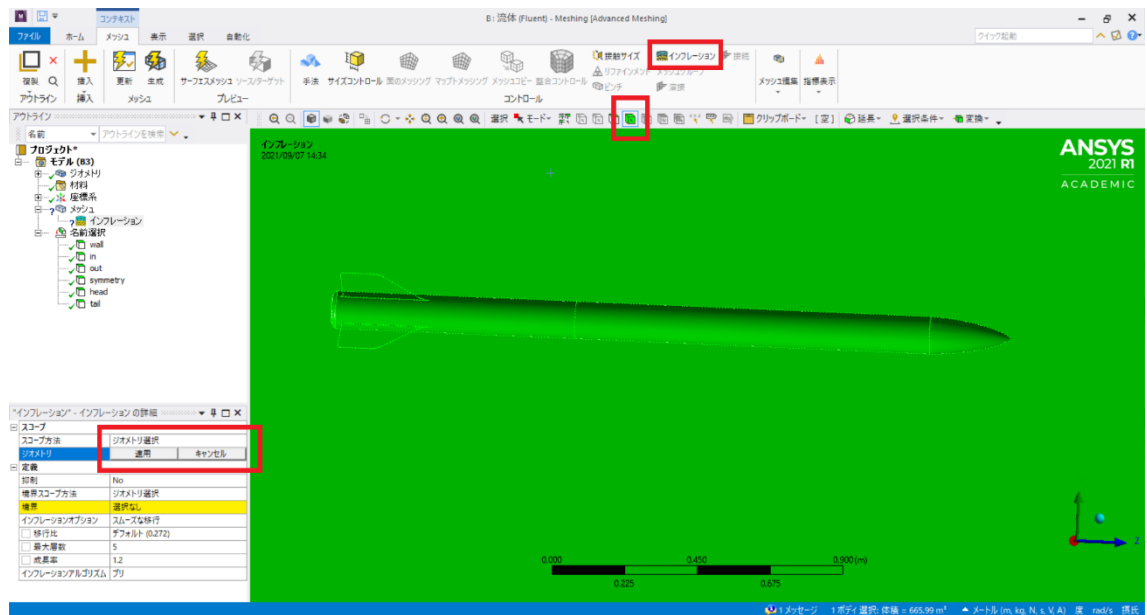 コンテキスト
B: 流体 (Fluent) - Meshing [Advanced Meshing]
ファイル ホーム メッシュ 表示 選択 自動化
クイック起動
複製 挿入 更新 生成 サーフェスメッシュ ソース/ターゲット 手法 サイズコントロール 面のメッシング マップトメッシング メッシュコピー 整合コントロール
接触サイズ インフレーション 接続
リファインメント メッシュグループ
ピンチ 溶接
メッシュ編集 指標表示
アウトライン 挿入 メッシュ プレビュー コントロール
アウトライン
選択 モード クリップボード [空] 延長 選択条件 変換
名前 アウトラインを検索
プロジェクト*
モデル (B3)
ジオメトリ
材料
座標系
メッシュ
インフレーション
名前選択
wall
in
out
symmetry
head
tail
インフレーション
2021/09/07 14:34
ANSYS
2021 R1
ACADEMIC
"インフレーション" - インフレーション の詳細
スコープ
スコープ方法 ジオメトリ選択
ジオメトリ 適用 キャンセル
定義
抑制 No
境界スコープ方法 ジオメトリ選択
境界 選択なし
インフレーションオプション スムーズな移行
移行比 デフォルト (0.272)
最大層数 5
成長率 1.2
インフレーションアルゴリズム プリ
0.000 0.450 0.900 (m)
0.225 0.675
Z
1 メッセージ 1 ボディ 選択: 体積 = 665.99 m³ メートル (m, kg, N, s, V, A) 度 rad/s 摂氏